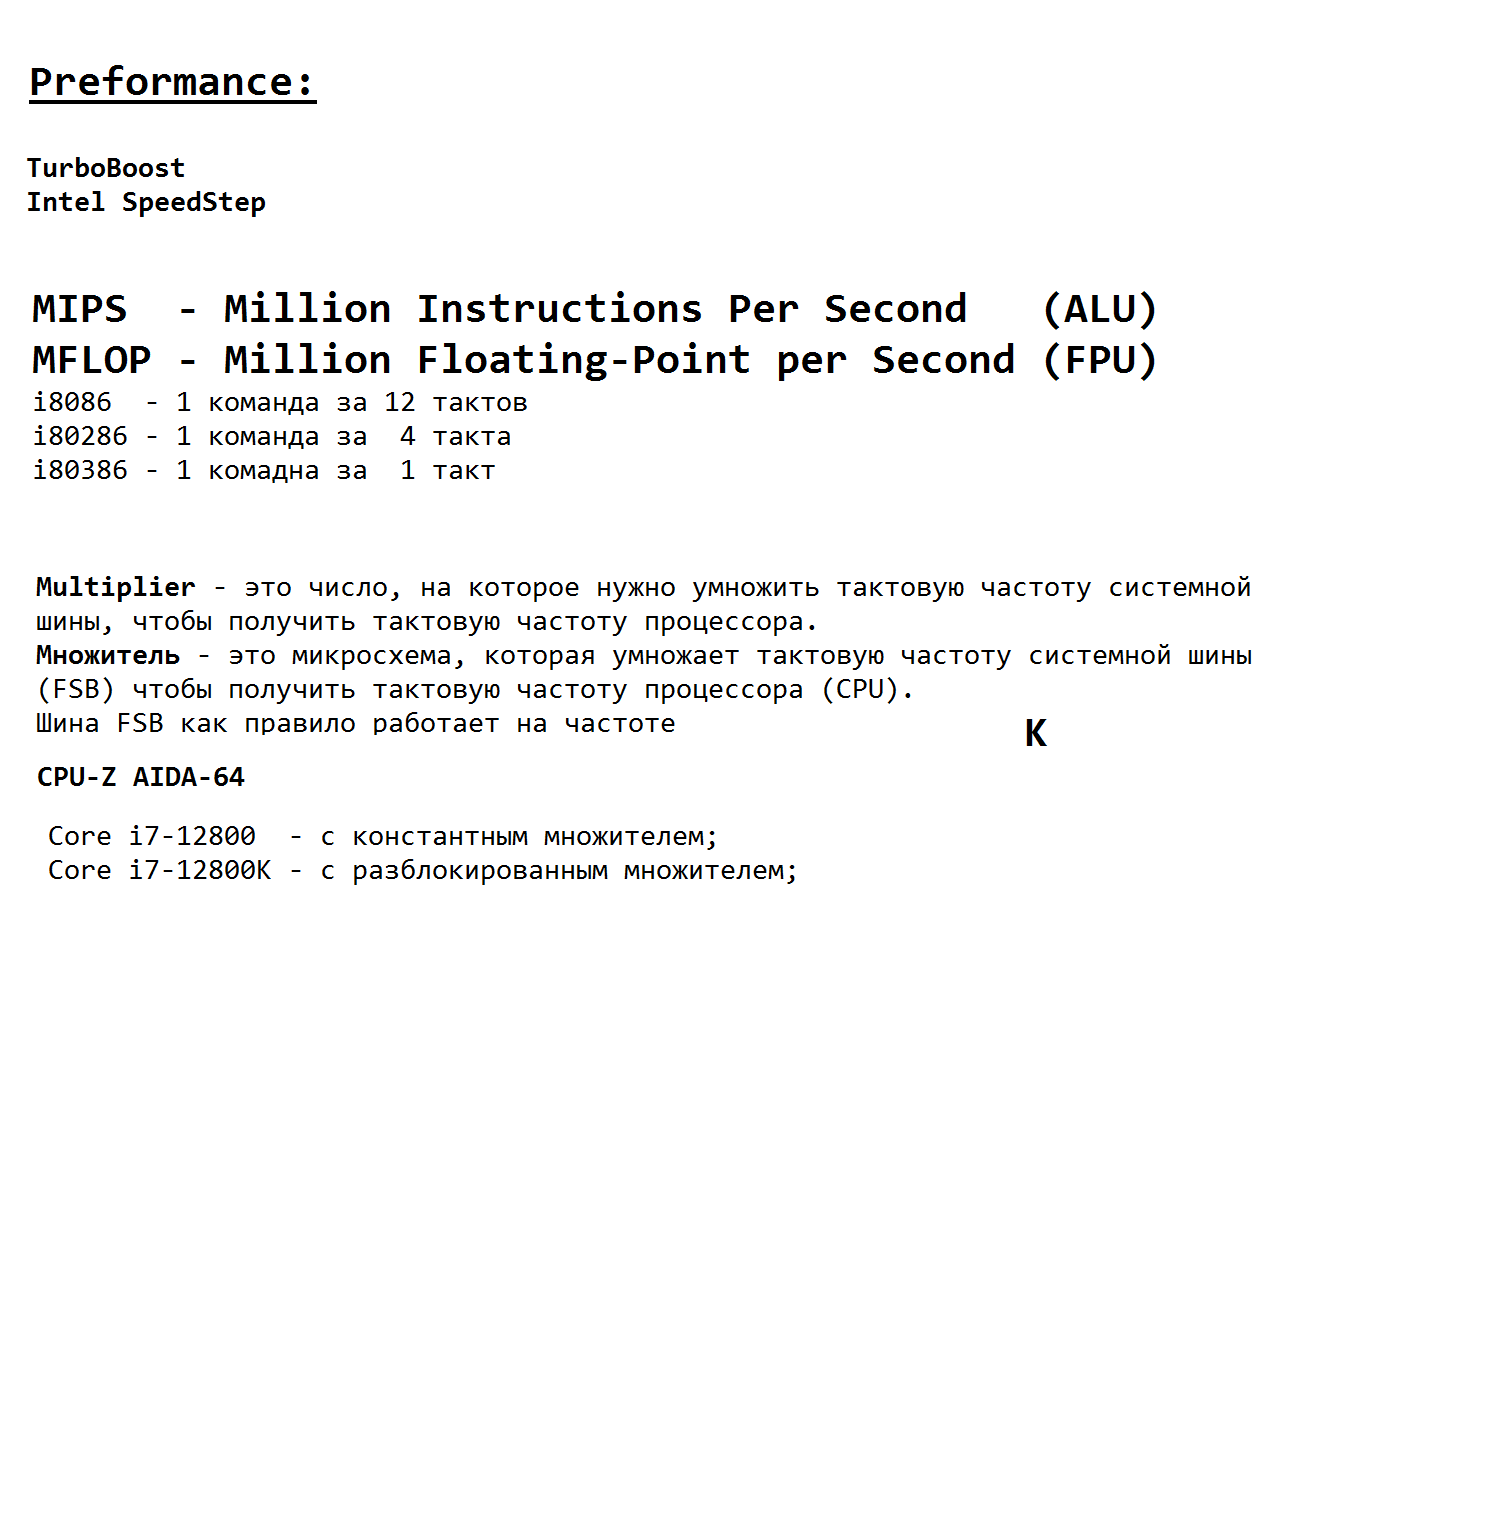 Preformance:
TurboBoost
Intel SpeedStep
MIPS  - Million Instructions Per Second   (ALU)
MFLOP - Million Floating-Point per Second (FPU)
i8086  - 1 команда за 12 тактов
i80286 - 1 команда за  4 такта
i80386 - 1 комадна за  1 такт
Multiplier - это число, на которое нужно умножить тактовую частоту системной
шины, чтобы получить тактовую частоту процессора.
Множитель - это микросхема, которая умножает тактовую частоту системной шины
(FSB) чтобы получить тактовую частоту процессора (CPU).
Шина FSB как правило работает на частоте
K
CPU-Z AIDA-64
Core i7-12800  - с константным множителем;
Core i7-12800K - с разблокированным множителем;